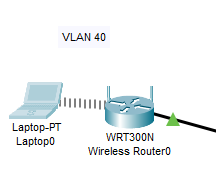 VLAN 40
Laptop-PT
Laptop0
WRT300N
Wireless Router0